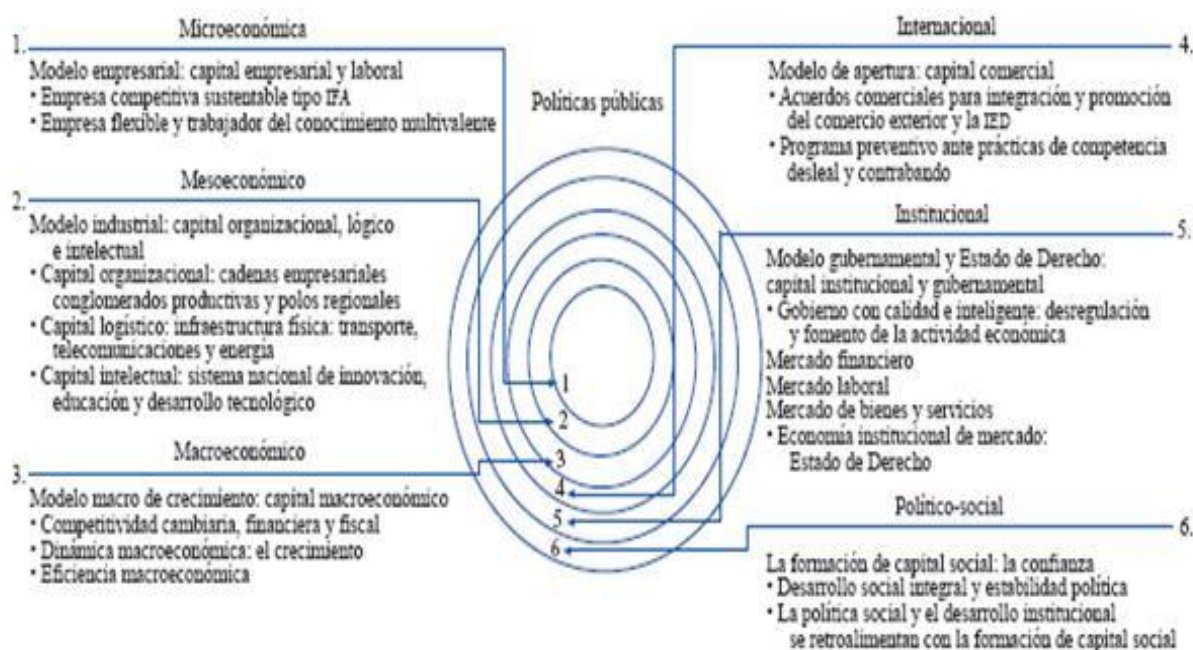 Microeconómica
1.
Modelo empresarial: capital empresarial y laboral
• Empresa competitiva sustentable tipo IFA
• Empresa flexible y trabajador del conocimiento multivalente
Mesoeconómico
2.
Modelo industrial: capital organizacional, lógico
e intelectual
• Capital organizacional: cadenas empresariales
conglomerados productivas y polos regionales
• Capital logístico: infraestructura física: transporte,
telecomunicaciones y energía
• Capital intelectual: sistema nacional de innovación,
educación y desarrollo tecnológico
Macroeconómico
3.
Modelo macro de crecimiento: capital macroeconómico
• Competitividad cambiaria, financiera y fiscal
• Dinámica macroeconómica: el crecimiento
• Eficiencia macroeconómica
Políticas públicas
1
2
3
4
5
6
Internacional
4.
Modelo de apertura: capital comercial
• Acuerdos comerciales para integración y promoción
del comercio exterior y la IED
• Programa preventivo ante prácticas de competencia
desleal y contrabando
Institucional
5.
Modelo gubernamental y Estado de Derecho:
capital institucional y gubernamental
• Gobierno con calidad e inteligente: desregulación
y fomento de la actividad económica
Mercado financiero
Mercado laboral
Mercado de bienes y servicios
• Economía institucional de mercado:
Estado de Derecho
Político-social
6.
La formación de capital social: la confianza
• Desarrollo social integral y estabilidad política
• La política social y el desarrollo institucional
se retroalimentan con la formación de capital social